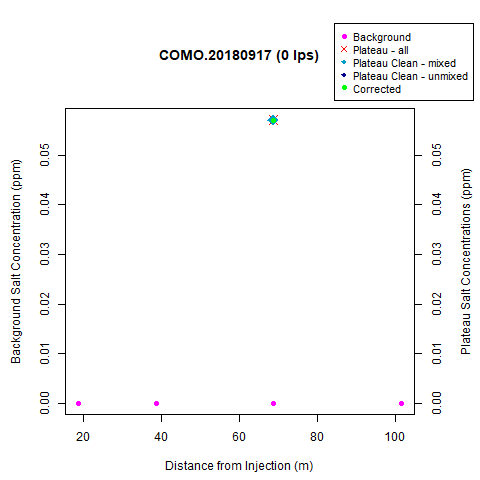 COMO.20180917 (0 lps)
Background
Plateau - all
Plateau Clean - mixed
Plateau Clean - unmixed
Corrected
Background Salt Concentration (ppm)
0.00 0.01 0.02 0.03 0.04 0.05
0.00 0.01 0.02 0.03 0.04 0.05
Plateau Salt Concentrations (ppm)
20 40 60 80 100
Distance from Injection (m)